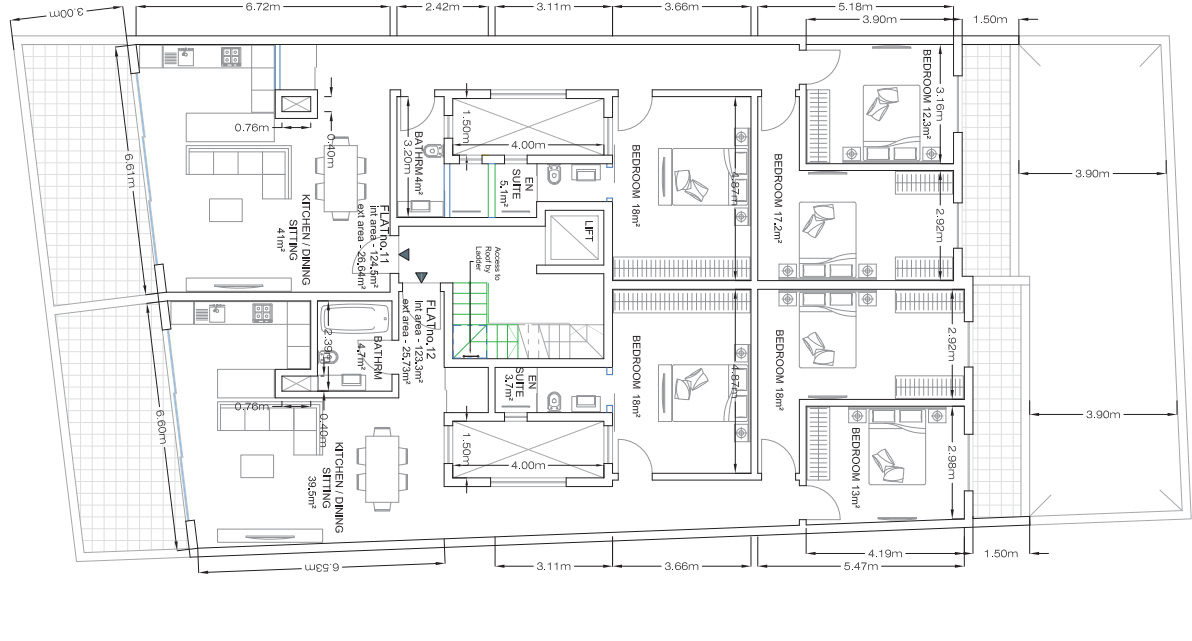 3.00m
6.72m
2.42m
3.11m
3.66m
5.18m
3.90m
1.50m
6.61m
0.76m
0.40m
KITCHEN / DINING
SITTING
41m²
FLAT no.11
int area - 124.5m²
ext area - 26.64m²
BATHRM 4m²
3.20m
1.50m
4.00m
EN
SUITE
5.1m²
BEDROOM 18m²
4.87m
BEDROOM 17.2m²
BEDROOM 12.3m²
3.16m
2.92m
3.90m
LIFT
Access to
Roof by
Ladder
FLAT no.12
int area - 123.3m²
ext area - 25.73m²
2.39m
BATHRM
4.7m²
6.60m
0.76m
0.40m
KITCHEN / DINING
SITTING
39.5m²
EN
SUITE
3.7m²
1.50m
4.00m
BEDROOM 18m²
4.87m
BEDROOM 18m²
2.92m
BEDROOM 13m²
2.98m
3.90m
6.53m
3.11m
3.66m
4.19m
5.47m
1.50m